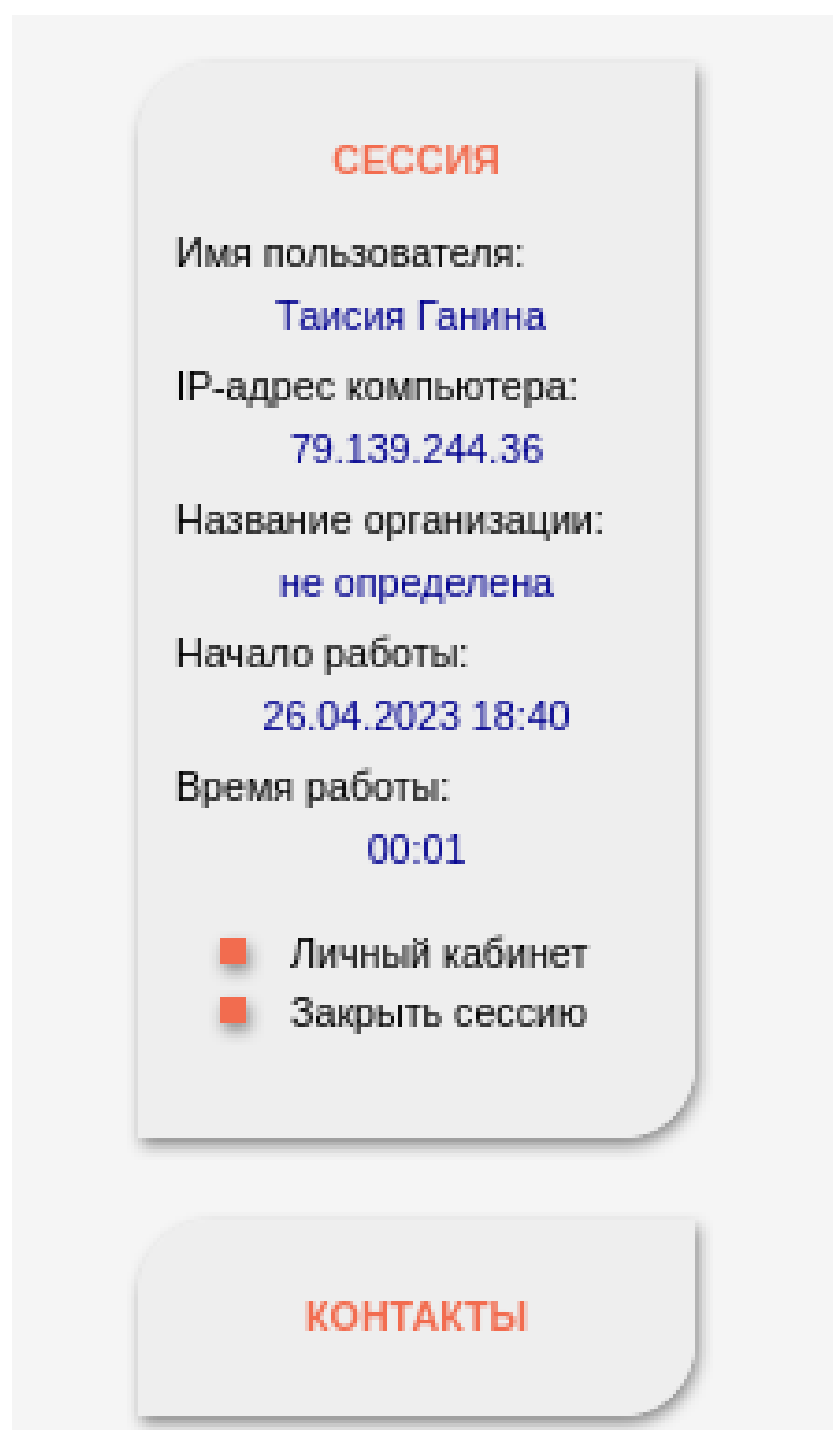 СЕССИЯ
Имя пользователя:
Таисия Ганина
IP-адрес компьютера:
79.139.244.36
Название организации:
не определена
Начало работы:
26.04.2023 18:40
Время работы:
00:01
Личный кабинет
Закрыть сессию
КОНТАКТЫ